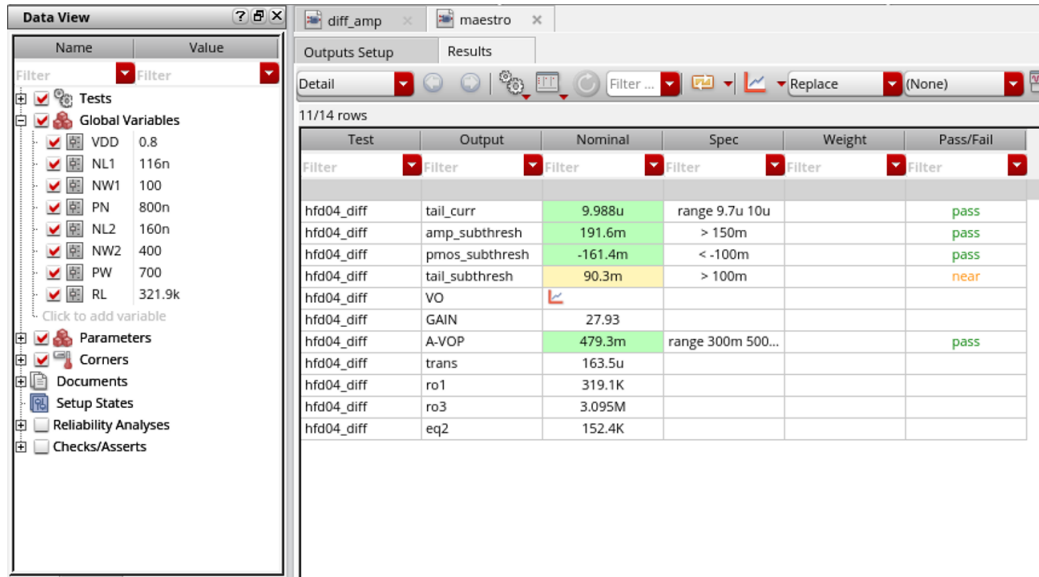 Data View
Name Value
Filter Filter
Tests
Global Variables
VDD 0.8
NL1 116n
NW1 100
PN 800n
NL2 160n
NW2 400
PW 700
RL 321.9k
Click to add variable
Parameters
Corners
Documents
Setup States
Reliability Analyses
Checks/Asserts
diff_amp maestro
Outputs Setup Results
Detail Filter ... Replace (None)
11/14 rows
Test Output Nominal Spec Weight Pass/Fail
Filter Filter Filter Filter Filter Filter
hfd04_diff tail_curr 9.988u range 9.7u 10u pass
hfd04_diff amp_subthresh 191.6m > 150m pass
hfd04_diff pmos_subthresh -161.4m < -100m pass
hfd04_diff tail_subthresh 90.3m > 100m near
hfd04_diff VO
hfd04_diff GAIN 27.93
hfd04_diff A-VOP 479.3m range 300m 500... pass
hfd04_diff trans 163.5u
hfd04_diff ro1 319.1K
hfd04_diff ro3 3.095M
hfd04_diff eq2 152.4K